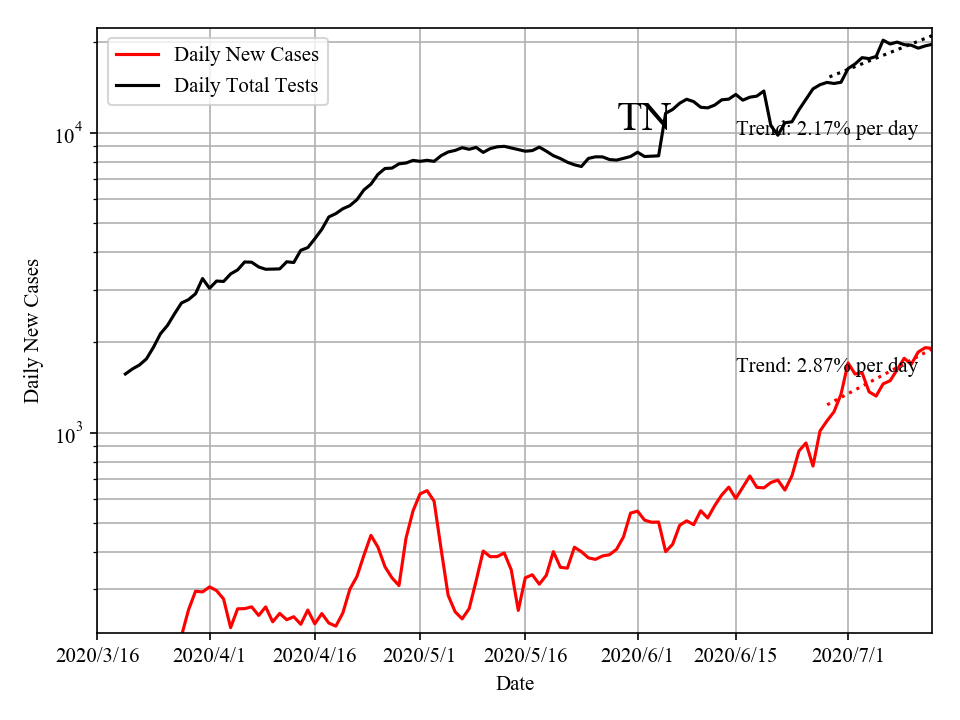 Daily New Cases
Daily Total Tests
TN
Trend: 2.17% per day
Trend: 2.87% per day
10^4
10^3
Daily New Cases
2020/3/16
2020/4/1
2020/4/16
2020/5/1
2020/5/16
2020/6/1
2020/6/15
2020/7/1
Date